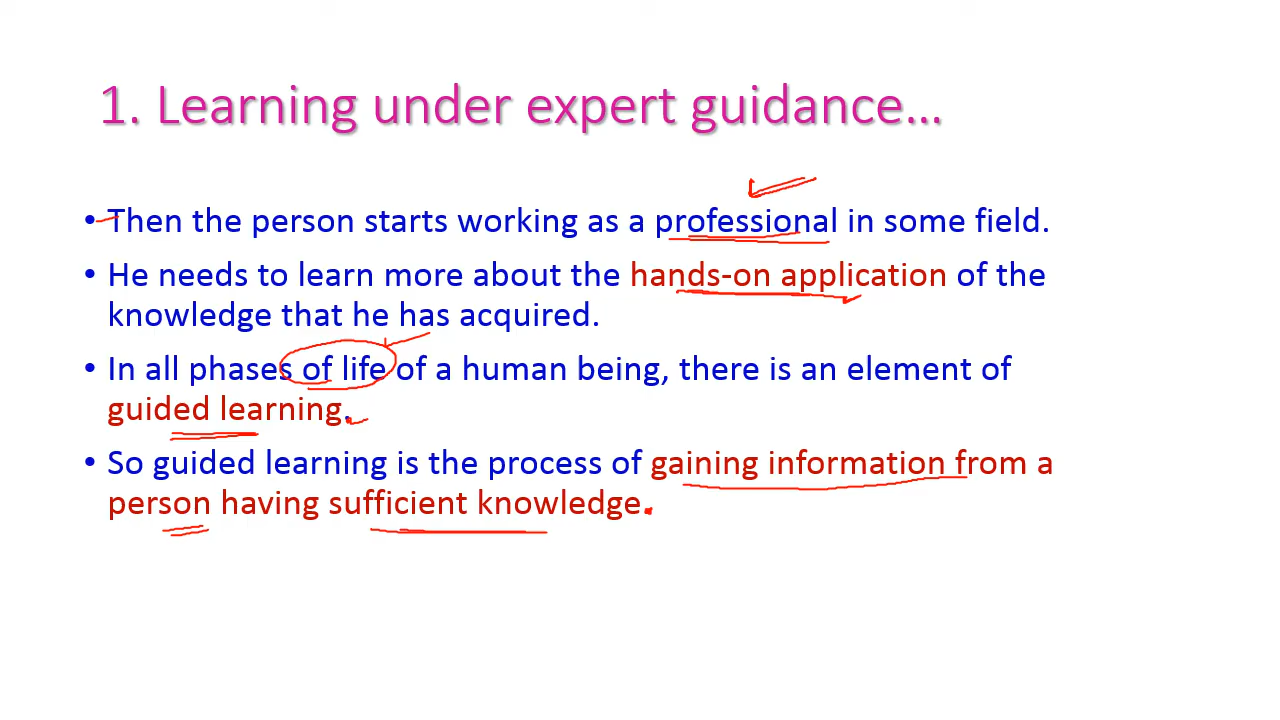 1. Learning under expert guidance…
• Then the person starts working as a professional in some field.
• He needs to learn more about the hands-on application of the
knowledge that he has acquired.
• In all phases of life of a human being, there is an element of
guided learning.
• So guided learning is the process of gaining information from a
person having sufficient knowledge.